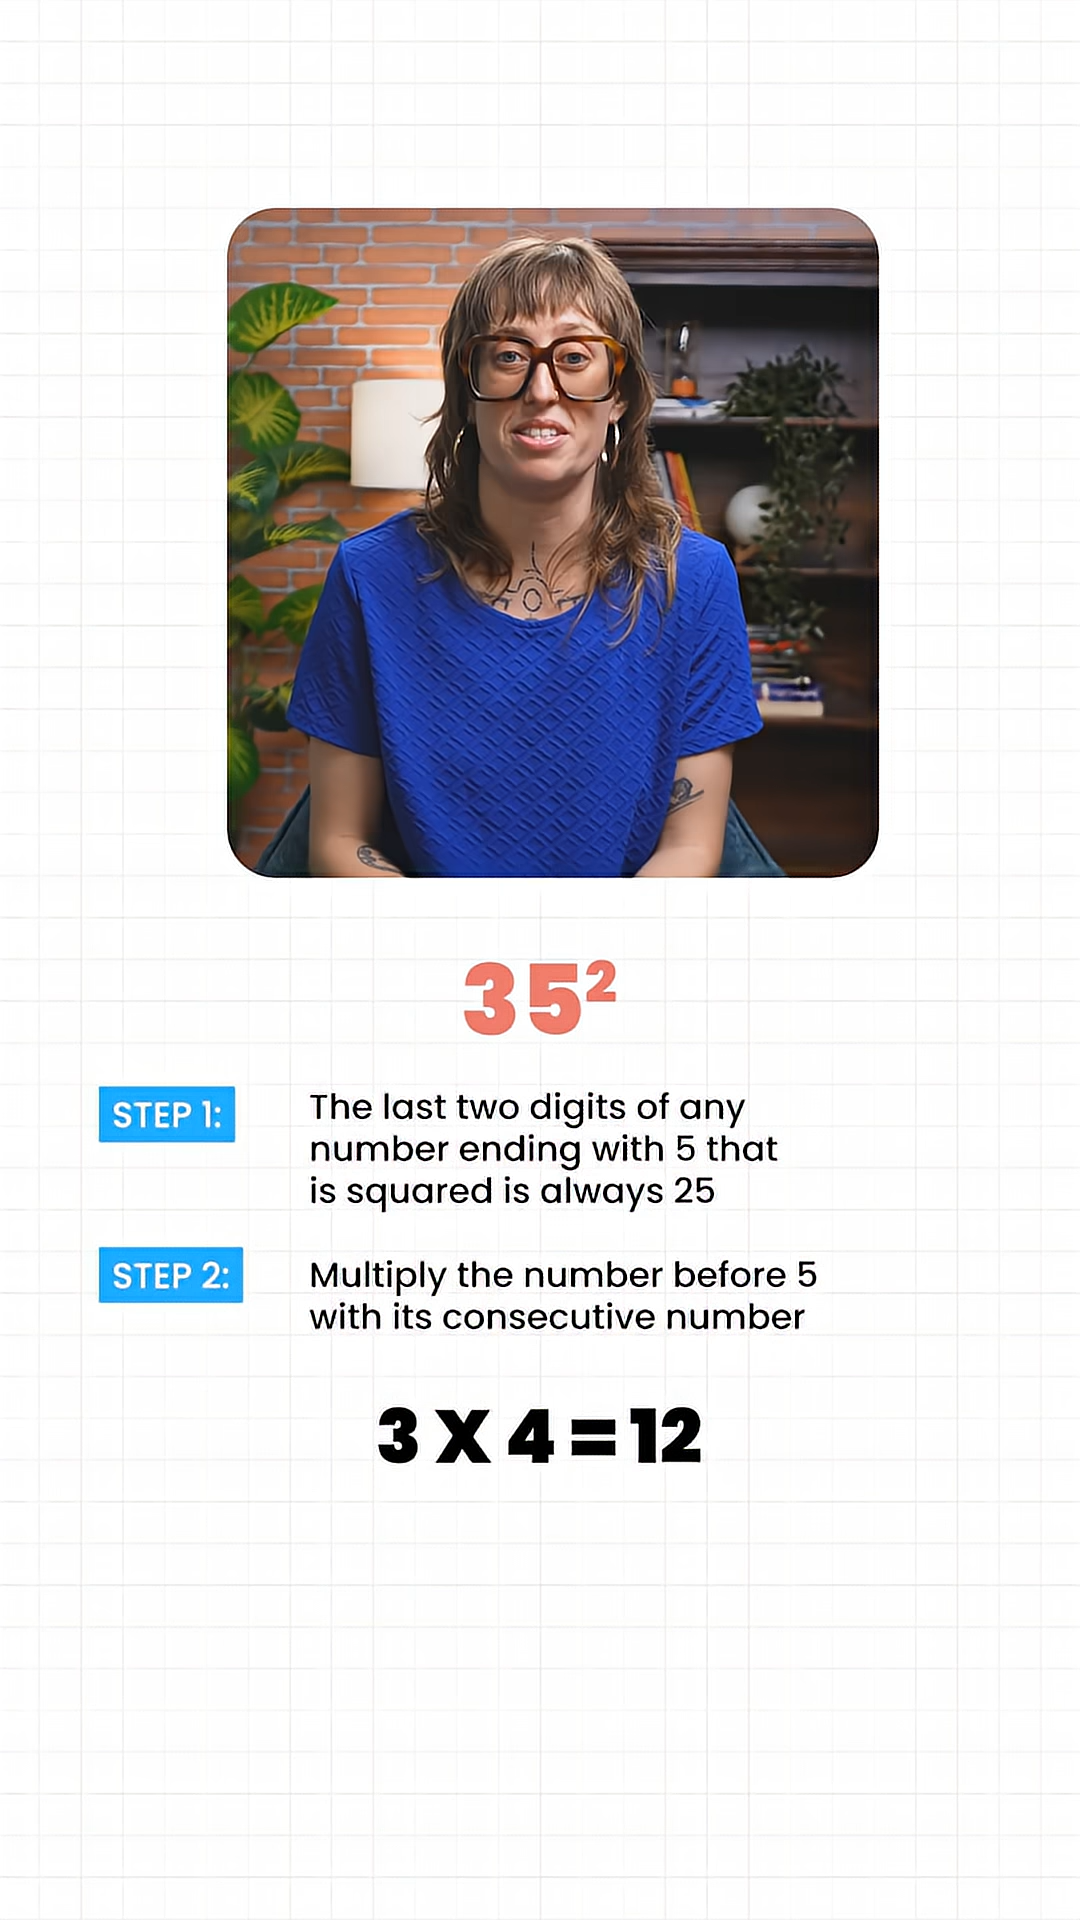 35²
STEP 1:
The last two digits of any
number ending with 5 that
is squared is always 25
STEP 2:
Multiply the number before 5
with its consecutive number
3 X 4 = 12